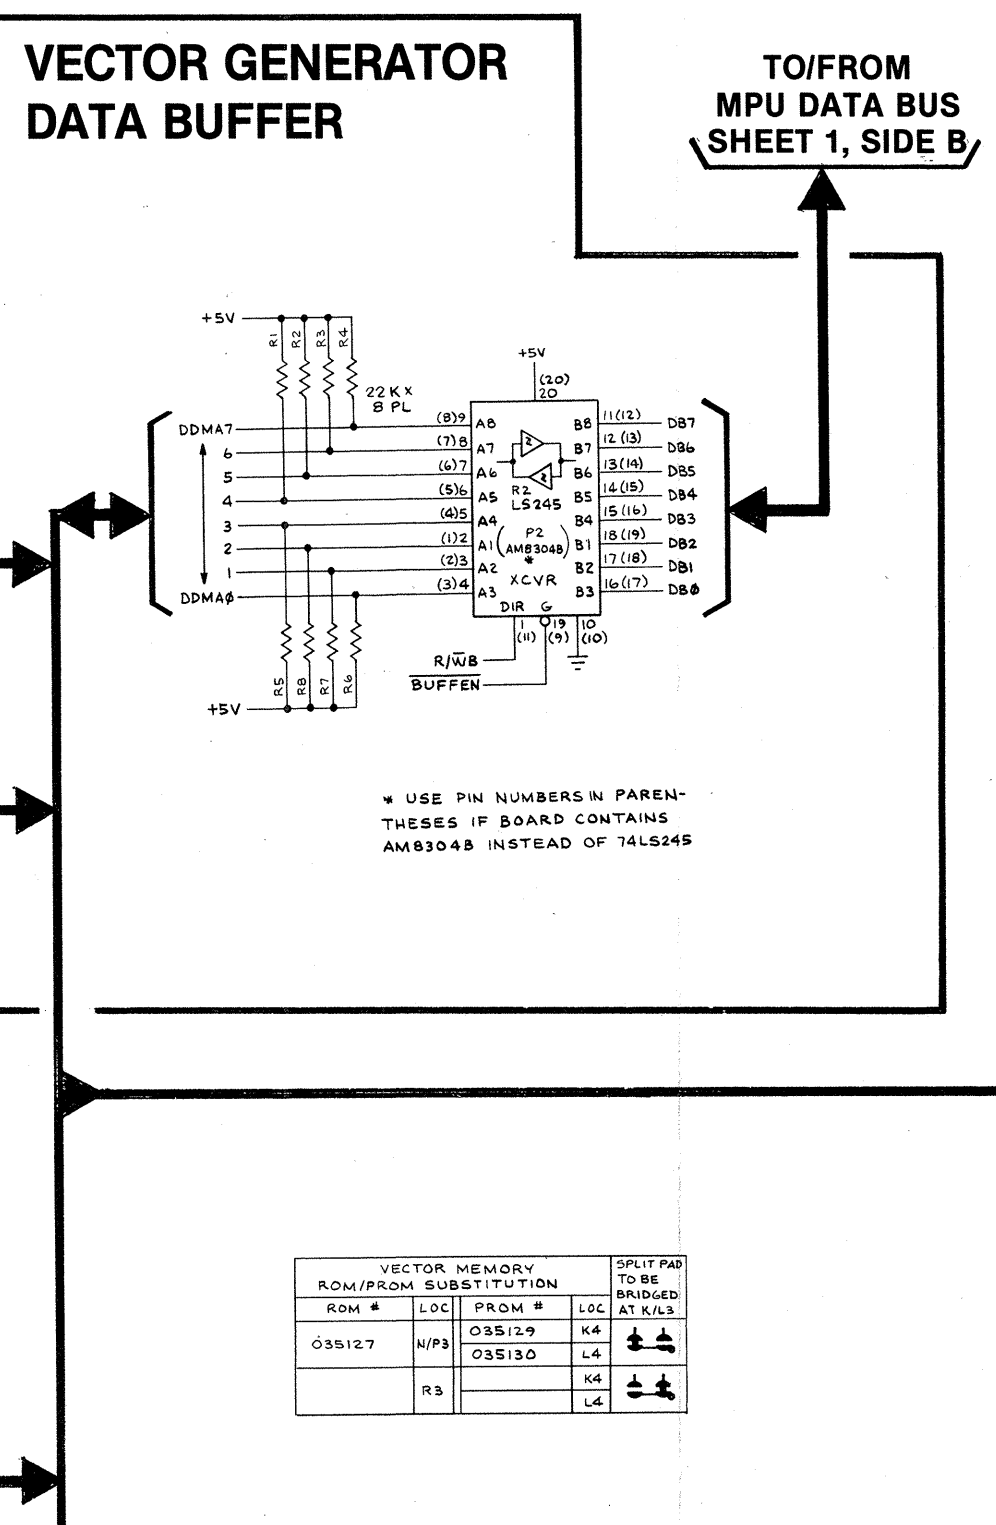 VECTOR GENERATOR
DATA BUFFER
TO/FROM
MPU DATA BUS
SHEET 1, SIDE B
+5V
R1
R2
R3
R4
22K X
8 PL
+5V
(20)
20
DDMA7
(8)9
A8
B8
11(12)
DB7
6
(7)8
A7
B7
12(13)
DB6
5
(6)7
A6
B6
13(14)
DB5
4
(5)6
A5
R2
LS245
B5
14(15)
DB4
3
(4)5
A4
B4
15(16)
DB3
2
(1)2
A1
P2
(AM8304B)
*
B1
18(19)
DB2
1
(2)3
A2
B2
17(18)
DB1
DDMA0
(3)4
A3
XCVR
B3
16(17)
DB0
DIR
G
1
(11)
19
(9)
10
(10)
R/W̅B
BUFFEN
R5
R8
R7
R6
+5V
* USE PIN NUMBERS IN PAREN-
THESES IF BOARD CONTAINS
AM8304B INSTEAD OF 74LS245
VECTOR MEMORY
ROM/PROM SUBSTITUTION
SPLIT PAD
TO BE
BRIDGED
AT K/L3
ROM #
LOC
PROM #
LOC
035127
N/P3
035129
K4
035130
L4
R3
K4
L4